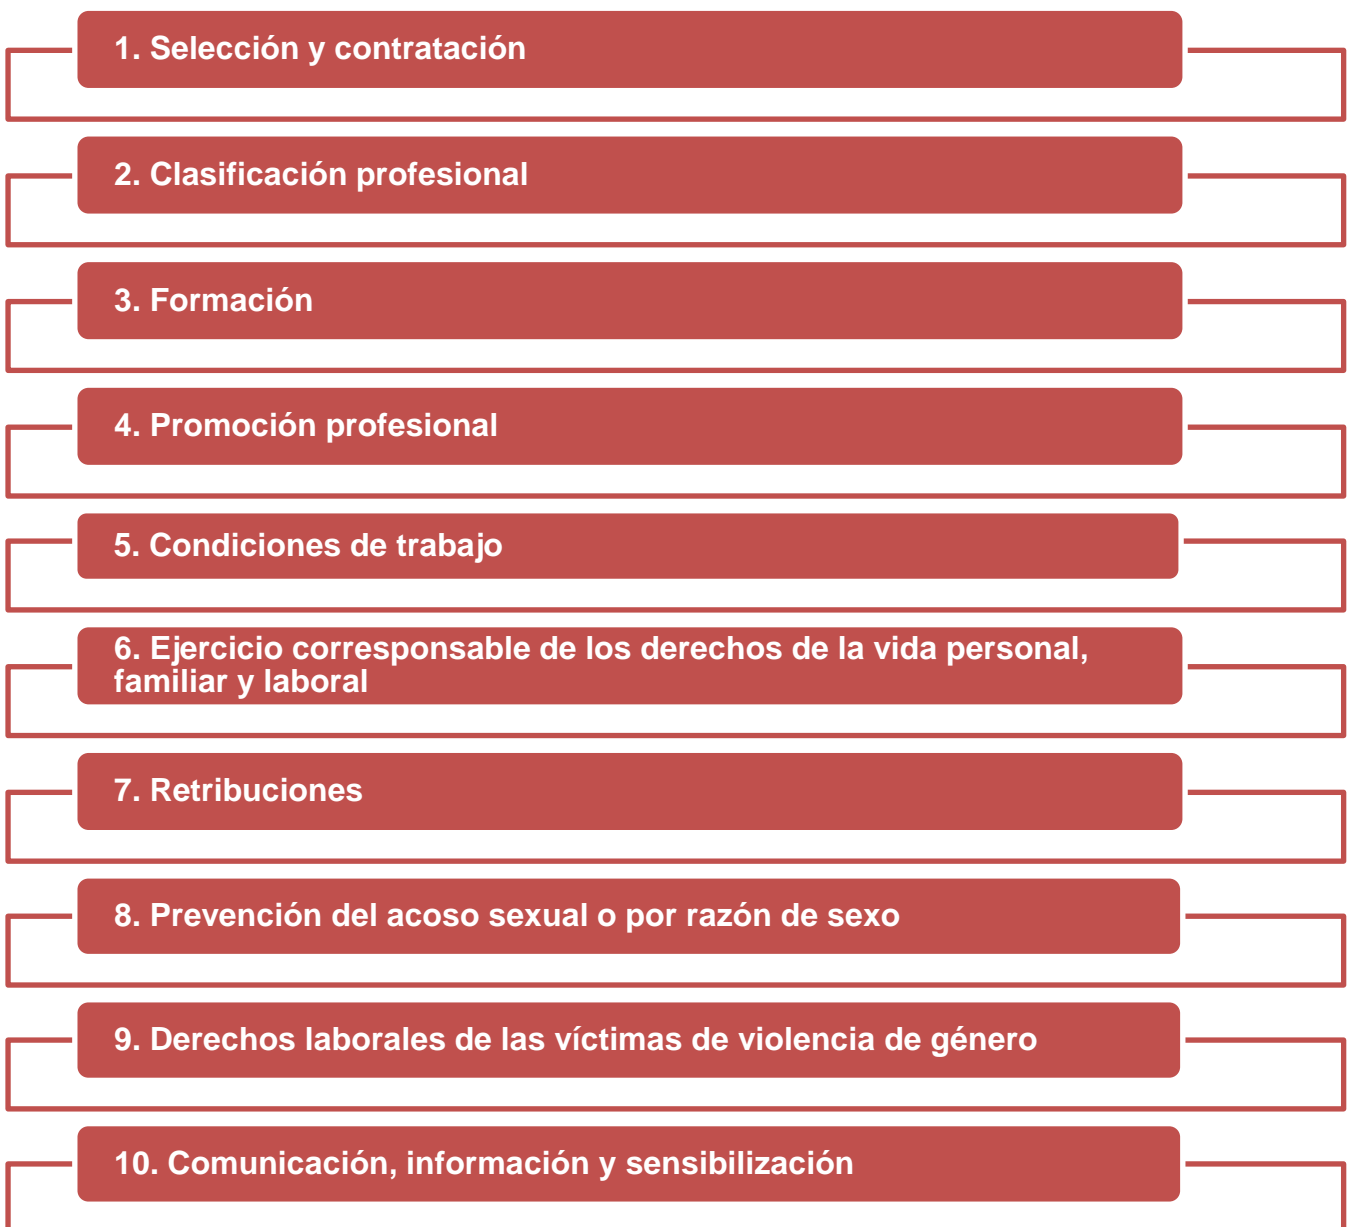 1. Selección y contratación
2. Clasificación profesional
3. Formación
4. Promoción profesional
5. Condiciones de trabajo
6. Ejercicio corresponsable de los derechos de la vida personal,
familiar y laboral
7. Retribuciones
8. Prevención del acoso sexual o por razón de sexo
9. Derechos laborales de las víctimas de violencia de género
10. Comunicación, información y sensibilización